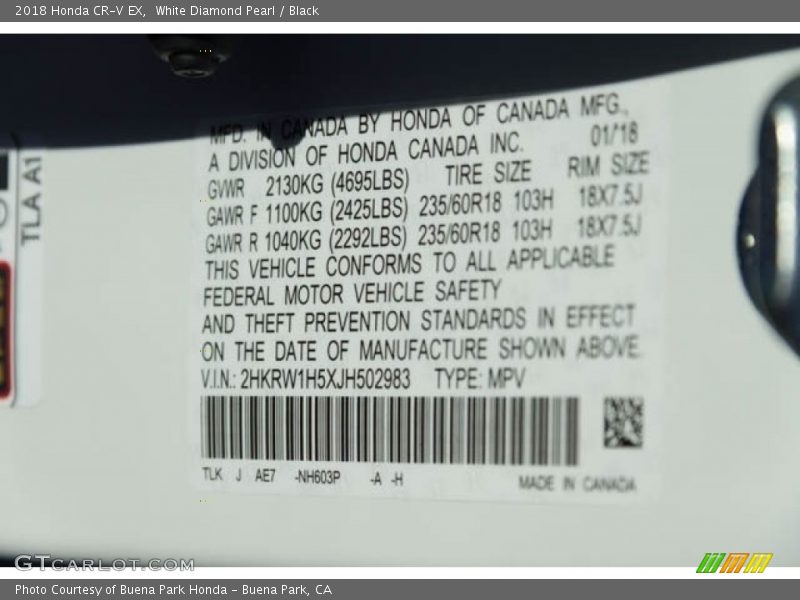 2018 Honda CR-V EX,  White Diamond Pearl / Black
MFD. IN CANADA BY HONDA OF CANADA MFG.,
A DIVISION OF HONDA CANADA INC. 01/18
GVWR 2130KG (4695LBS) TIRE SIZE RIM SIZE
GAWR F 1100KG (2425LBS) 235/60R18 103H 18X7.5J
GAWR R 1040KG (2292LBS) 235/60R18 103H 18X7.5J
THIS VEHICLE CONFORMS TO ALL APPLICABLE
FEDERAL MOTOR VEHICLE SAFETY
AND THEFT PREVENTION STANDARDS IN EFFECT
ON THE DATE OF MANUFACTURE SHOWN ABOVE
V.I.N.: 2HKRW1H5XJH502983 TYPE: MPV
TLK J AE7 -NH603P -A -H
MADE IN CANADA
TLA A1
GTCARLOT.COM
Photo Courtesy of Buena Park Honda - Buena Park, CA